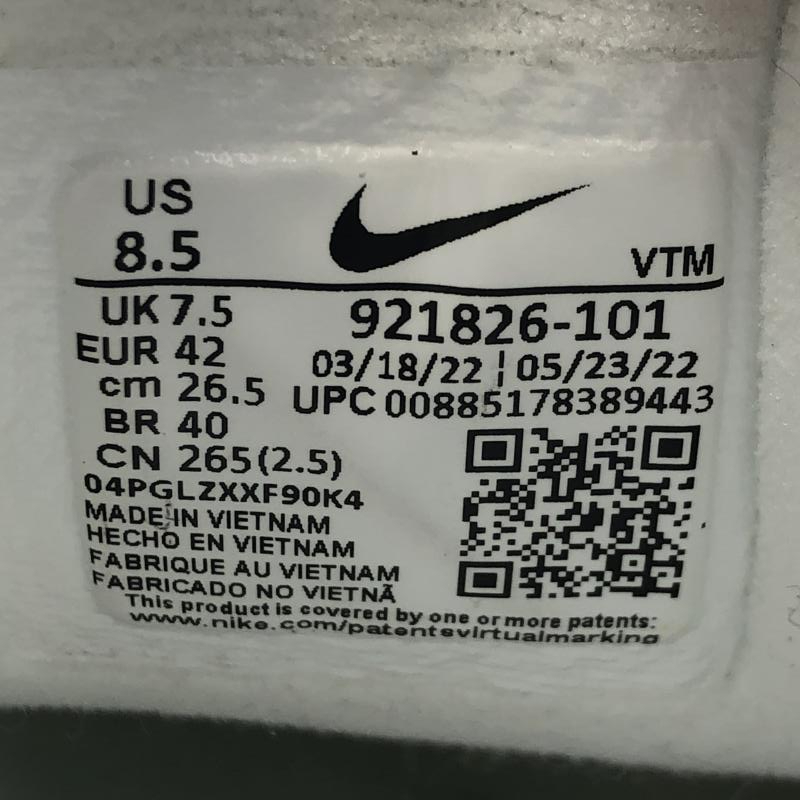 US
8.5
VTM
UK 7.5
EUR 42
cm 26.5
BR 40
CN 265(2.5)
921826-101
03/18/22 ¦ 05/23/22
UPC 00885178389443
04PGLZXXF90K4
MADE IN VIETNAM
HECHO EN VIETNAM
FABRIQUE AU VIETNAM
FABRICADO NO VIETNÃ
This product is covered by one or more patents:
www.nike.com/patentsvirtualmarking